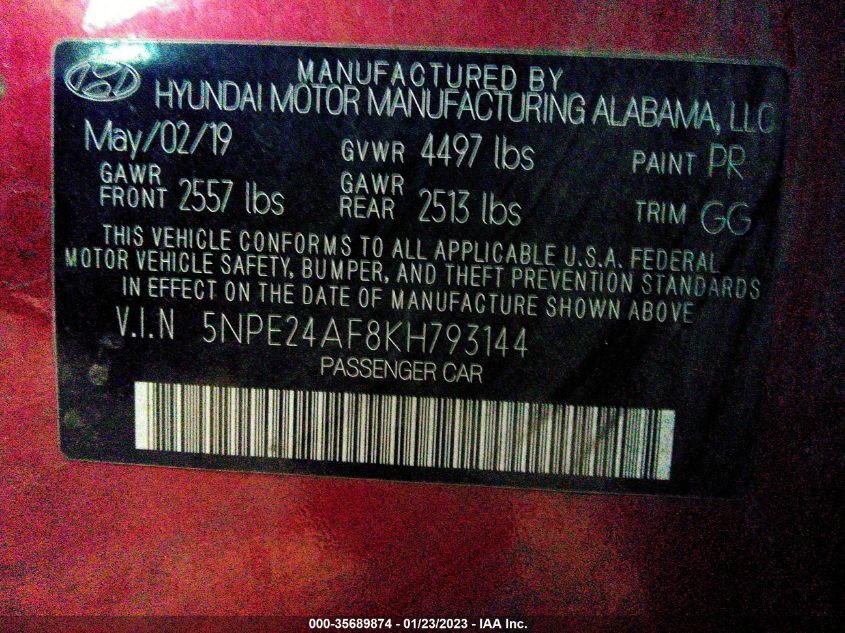 MANUFACTURED BY
HYUNDAI MOTOR MANUFACTURING ALABAMA, LLC
May/02/19 GVWR 4497 lbs PAINT PR
GAWR FRONT 2557 lbs GAWR REAR 2513 lbs TRIM GG
THIS VEHICLE CONFORMS TO ALL APPLICABLE U.S.A. FEDERAL
MOTOR VEHICLE SAFETY, BUMPER, AND THEFT PREVENTION STANDARDS
IN EFFECT ON THE DATE OF MANUFACTURE SHOWN ABOVE
V.I.N 5NPE24AF8KH793144
PASSENGER CAR
000-35689874 - 01/23/2023 - IAA Inc.